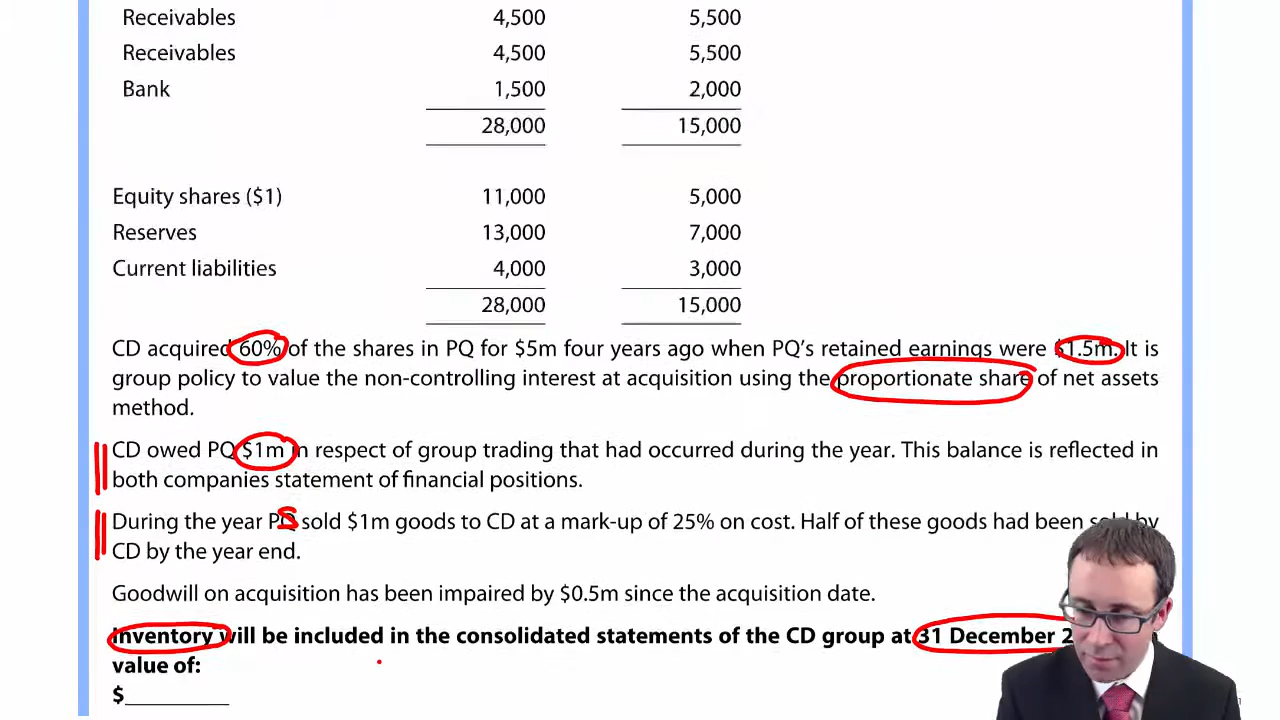 Receivables 4,500 5,500
Receivables 4,500 5,500
Bank 1,500 2,000
28,000 15,000
Equity shares ($1) 11,000 5,000
Reserves 13,000 7,000
Current liabilities 4,000 3,000
28,000 15,000
CD acquired 60% of the shares in PQ for $5m four years ago when PQ's retained earnings were $1.5m. It is
group policy to value the non-controlling interest at acquisition using the proportionate share of net assets
method.
CD owed PQ $1m in respect of group trading that had occurred during the year. This balance is reflected in
both companies statement of financial positions.
During the year PQ sold $1m goods to CD at a mark-up of 25% on cost. Half of these goods had been sold by
S
CD by the year end.
Goodwill on acquisition has been impaired by $0.5m since the acquisition date.
Inventory will be included in the consolidated statements of the CD group at 31 December
value of:
$